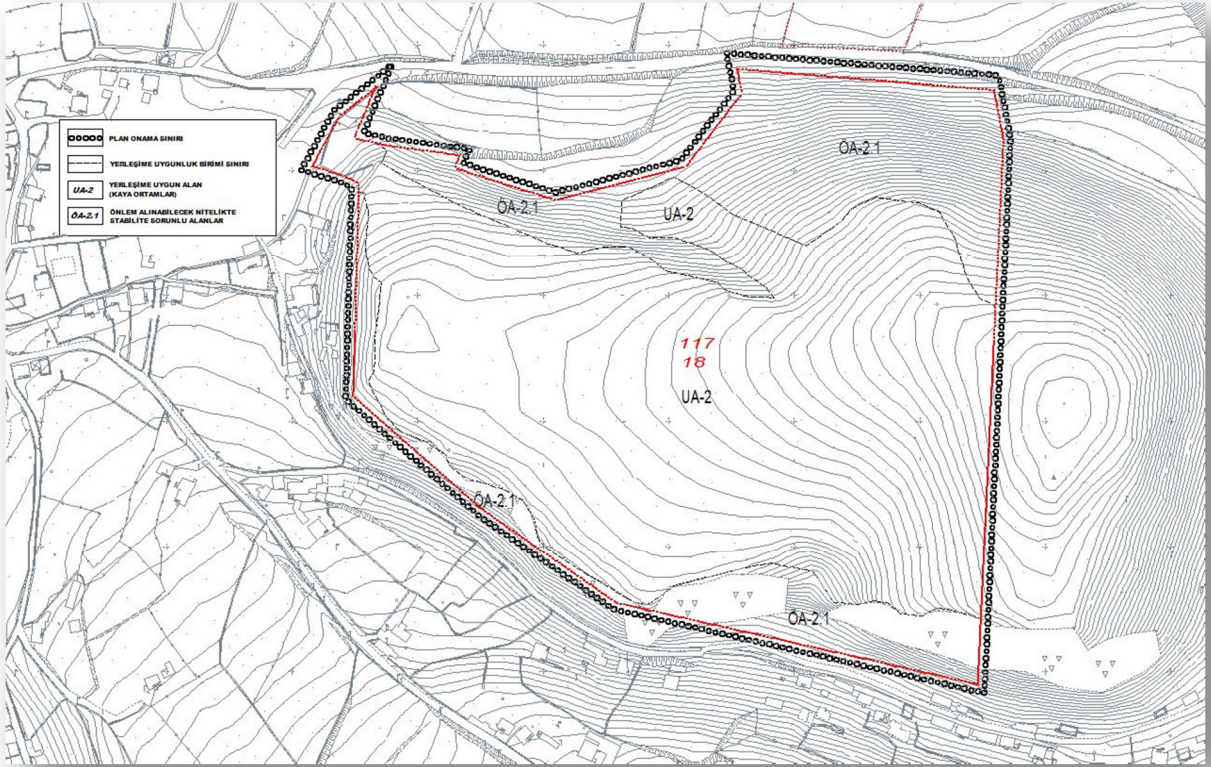 PLAN ONAMA SINIRI
YERLEŞİME UYGUNLUK BİRİMİ SINIRI
UA-2
YERLEŞİME UYGUN ALAN
(KAYA ORTAMLAR)
ÖA-2.1
ÖNLEM ALINABİLECEK NİTELİKTE
STABİLİTE SORUNLU ALANLAR
ÖA-2.1
ÖA-2.1
UA-2
117
18
UA-2
ÖA-2.1
ÖA-2.1